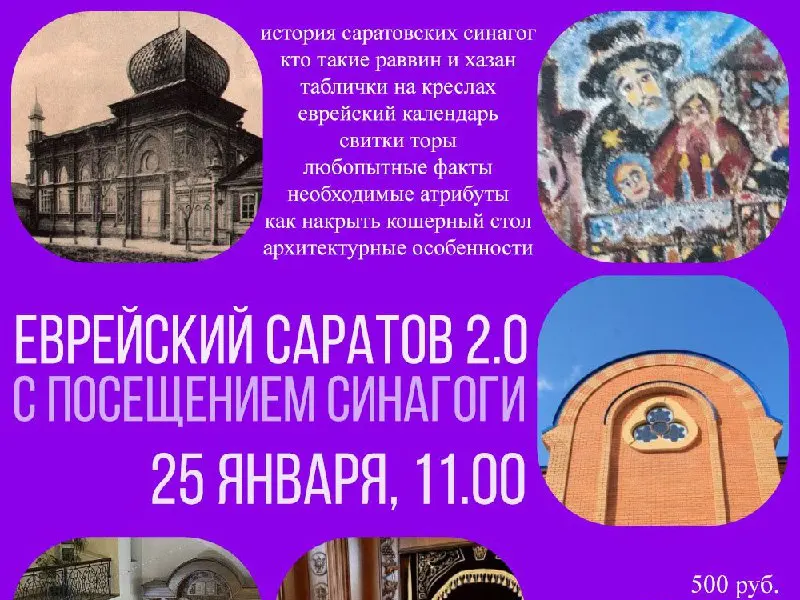 история саратовских синагог
кто такие раввин и хазан
таблички на креслах
еврейский календарь
свитки торы
любопытные факты
необходимые атрибуты
как накрыть кошерный стол
архитектурные особенности
ЕВРЕЙСКИЙ САРАТОВ 2.0
С ПОСЕЩЕНИЕМ СИНАГОГИ
25 ЯНВАРЯ, 11.00
500 руб.